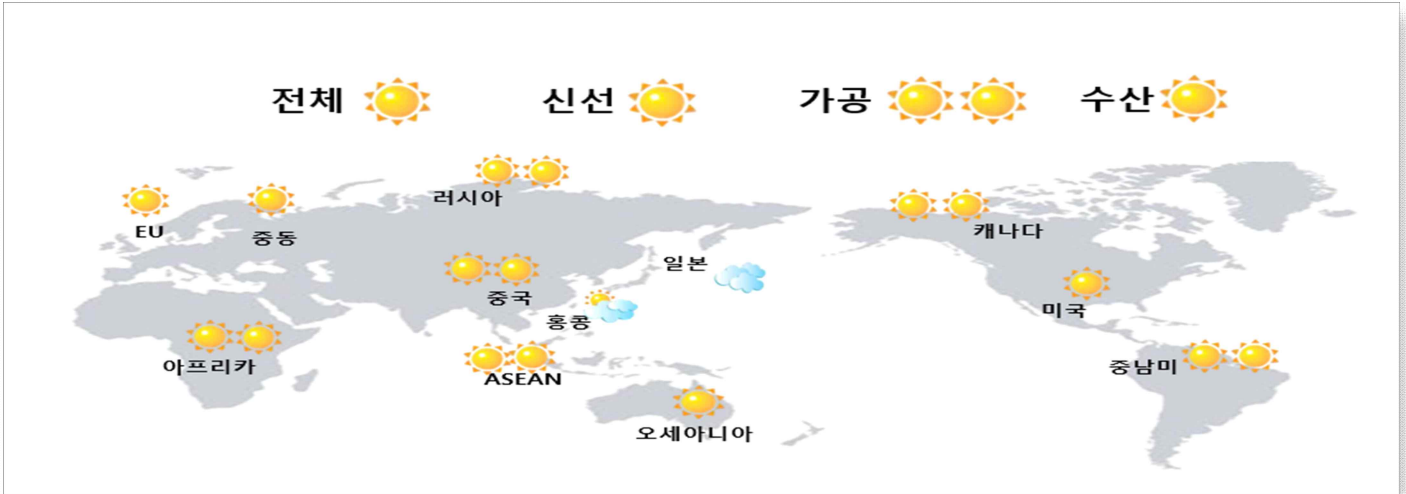 전체 신선 가공 수산
러시아
EU
중동
캐나다
일본
중국
미국
홍콩
아프리카
중남미
ASEAN
오세아니아